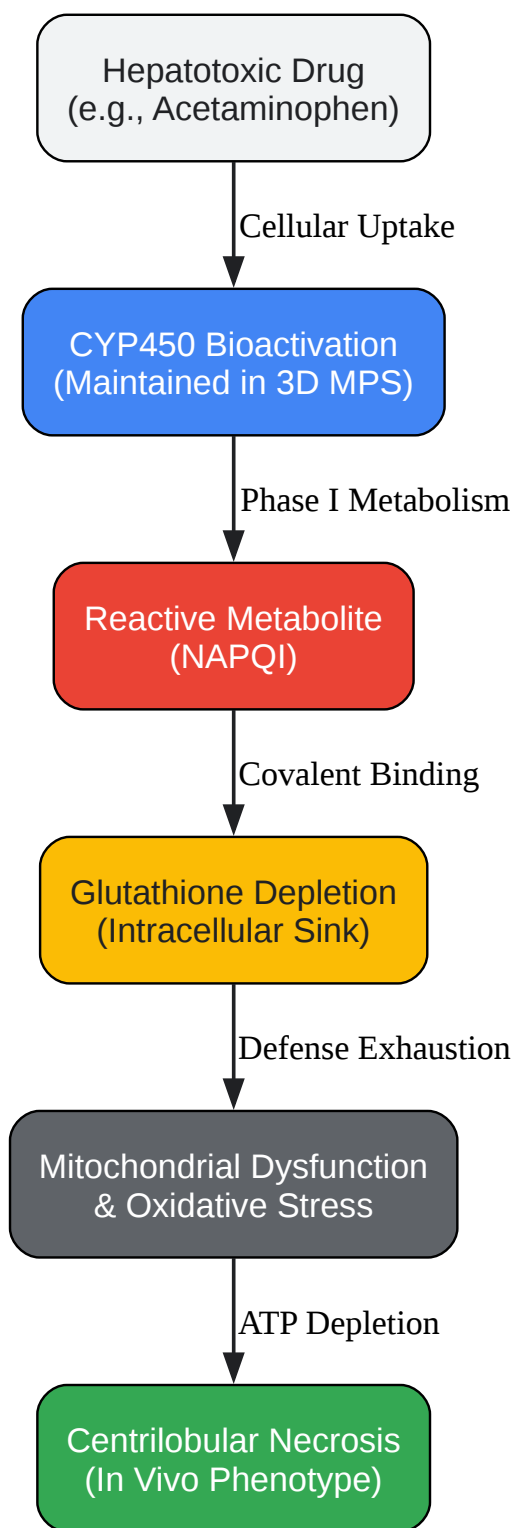 Hepatotoxic Drug
(e.g., Acetaminophen)
Cellular Uptake
CYP450 Bioactivation
(Maintained in 3D MPS)
Phase I Metabolism
Reactive Metabolite
(NAPQI)
Covalent Binding
Glutathione Depletion
(Intracellular Sink)
Defense Exhaustion
Mitochondrial Dysfunction
& Oxidative Stress
ATP Depletion
Centrilobular Necrosis
(In Vivo Phenotype)